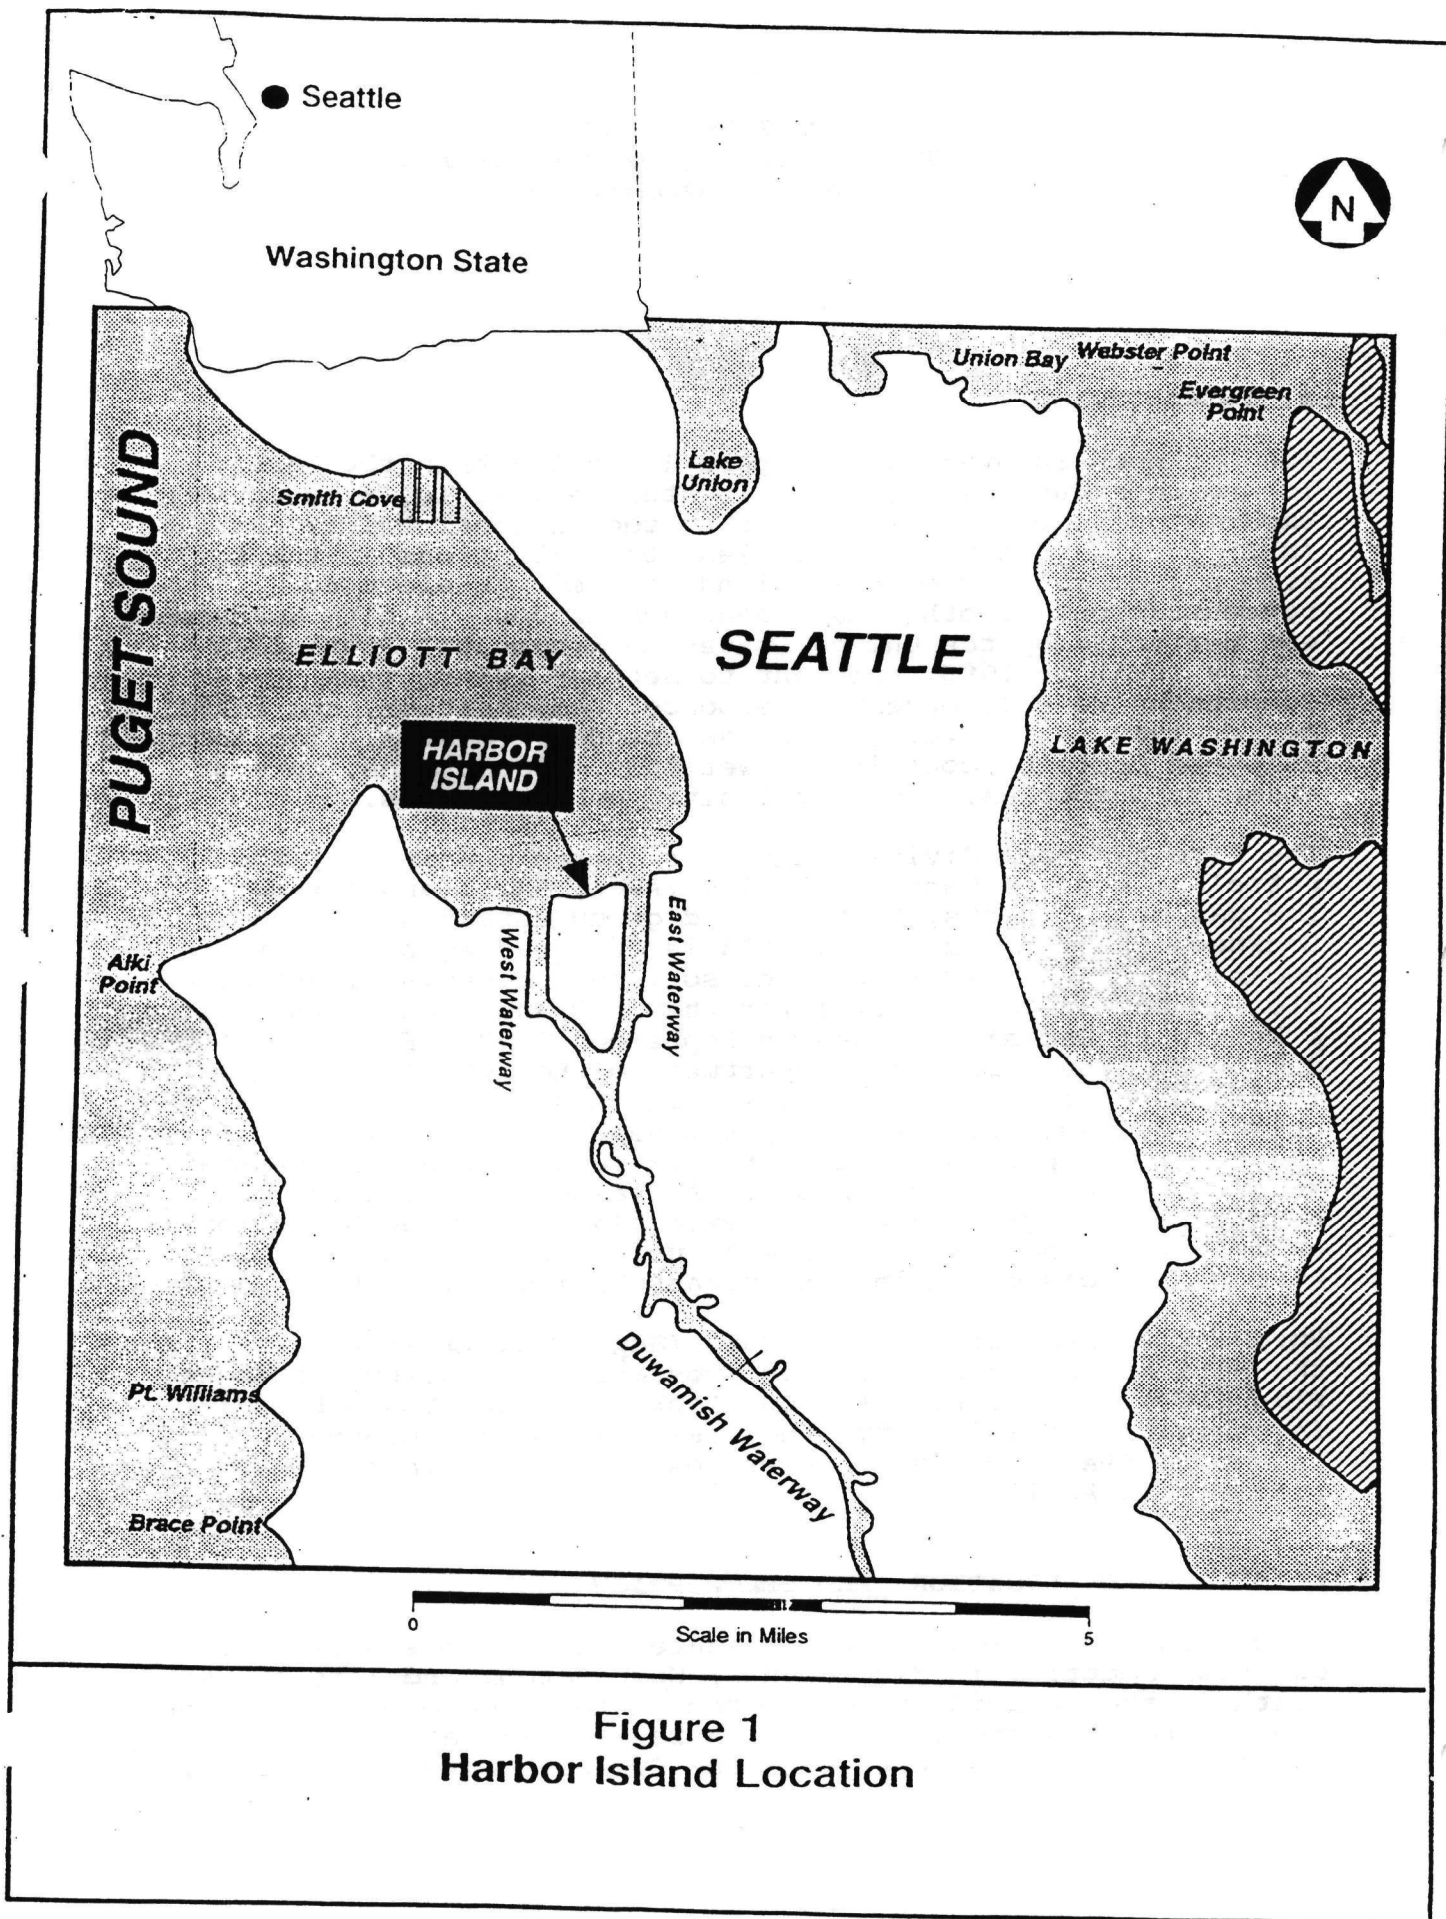 Seattle
N
Washington State
Union Bay
Webster Point
Evergreen
Point
Lake
Union
Smith Cove
PUGET SOUND
ELLIOTT BAY
SEATTLE
HARBOR
ISLAND
LAKE WASHINGTON
East Waterway
West Waterway
Alki
Point
Duwamish Waterway
Pt. Williams
Brace Point
0
Scale in Miles
5
Figure 1
Harbor Island Location